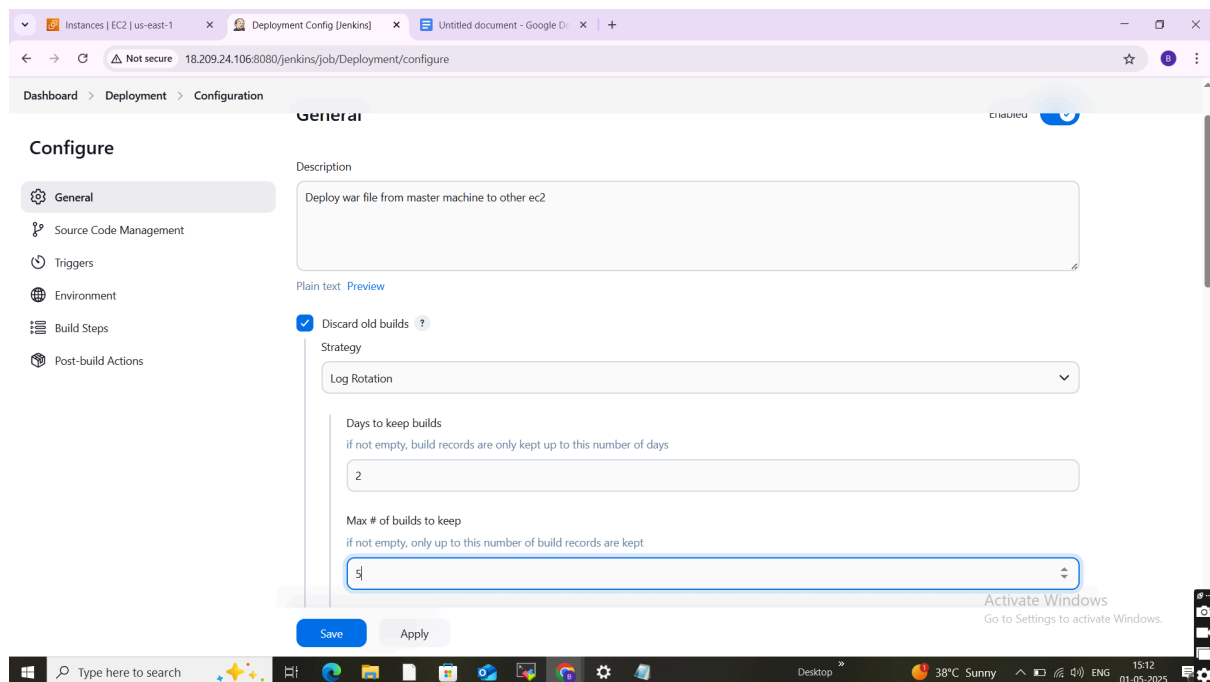 Instances | EC2 | us-east-1
Deployment Config [Jenkins]
Untitled document - Google Do
Not secure
18.209.24.106:8080/jenkins/job/Deployment/configure
B
Dashboard > Deployment > Configuration
Configure
General
Source Code Management
Triggers
Environment
Build Steps
Post-build Actions
General
Enabled
Description
Deploy war file from master machine to other ec2
Plain text Preview
Discard old builds ?
Strategy
Log Rotation
Days to keep builds
if not empty, build records are only kept up to this number of days
2
Max # of builds to keep
if not empty, only up to this number of build records are kept
5
Save
Apply
Activate Windows
Go to Settings to activate Windows.
Type here to search
Desktop
38°C Sunny
ENG
15:12
01-05-2025